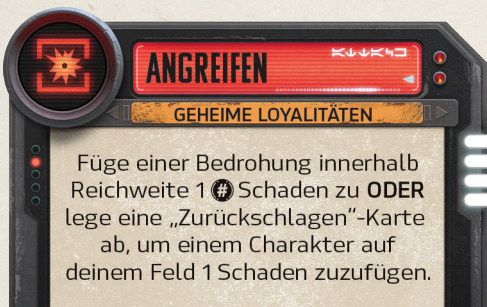 ANGREIFEN
GEHEIME LOYALITÄTEN
Füge einer Bedrohung innerhalb
Reichweite 1 # Schaden zu ODER
lege eine „Zurückschlagen“-Karte
ab, um einem Charakter auf
deinem Feld 1 Schaden zuzufügen.